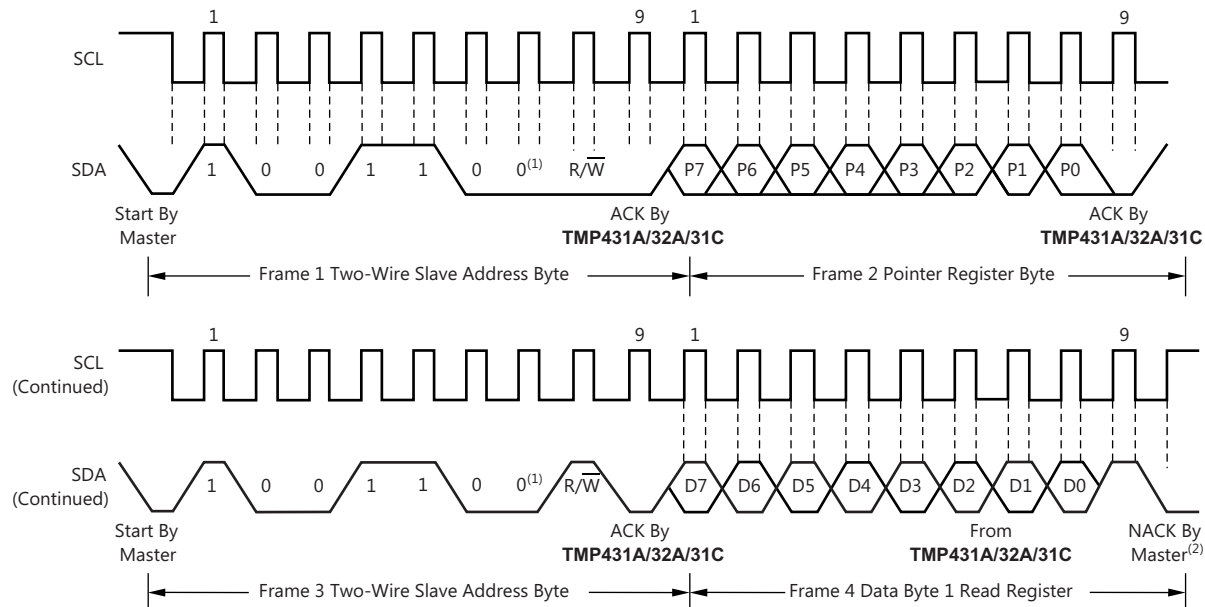 1 9 1 9
SCL
SDA
1 0 0 1 1 0 0(1) R/W P7 P6 P5 P4 P3 P2 P1 P0
Start By
Master
ACK By
TMP431A/32A/31C
ACK By
TMP431A/32A/31C
Frame 1 Two-Wire Slave Address Byte
Frame 2 Pointer Register Byte
1 9 1 9
SCL
(Continued)
SDA
(Continued)
1 0 0 1 1 0 0(1) R/W D7 D6 D5 D4 D3 D2 D1 D0
Start By
Master
ACK By
TMP431A/32A/31C
From
TMP431A/32A/31C
NACK By
Master(2)
Frame 3 Two-Wire Slave Address Byte
Frame 4 Data Byte 1 Read Register